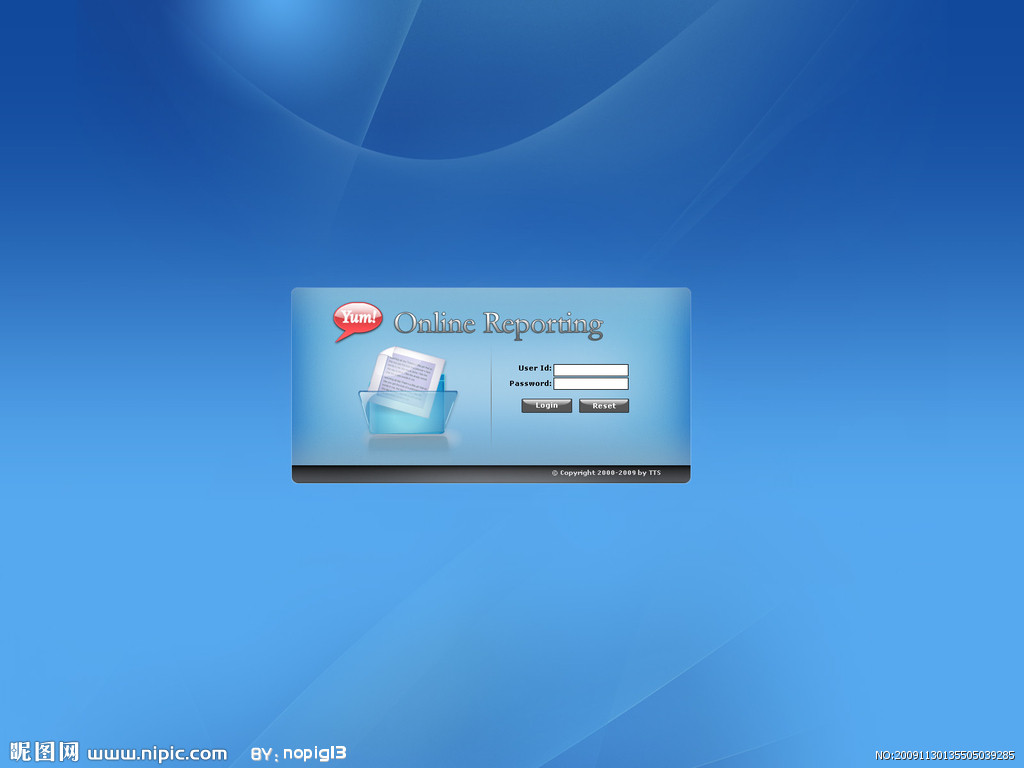 Yum! Online Reporting
User Id:
Password:
Login Reset
© Copyright 2000-2009 by TTS
昵图网 www.nipic.com BY: nopigl3 NO:20091130135505039285